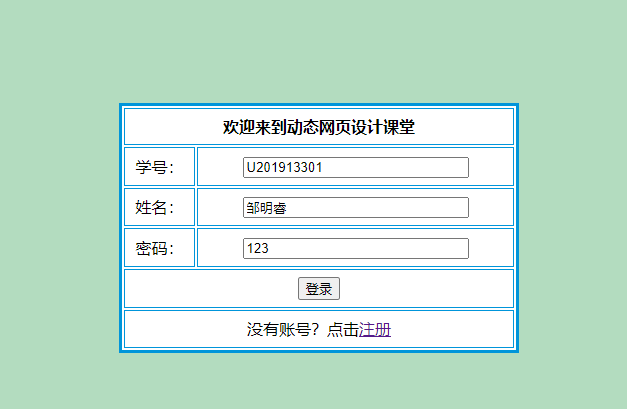 欢迎来到动态网页设计课堂
学号： U201913301
姓名： 邹明睿
密码： 123
登录
没有账号？点击注册